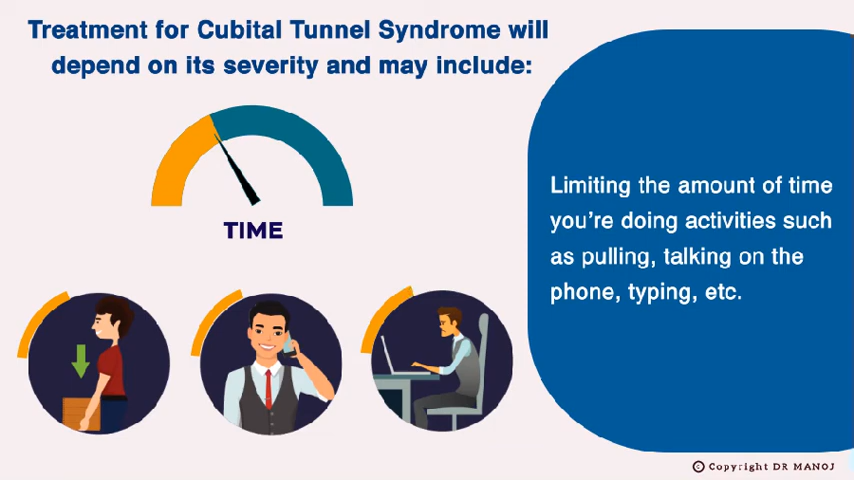 Treatment for Cubital Tunnel Syndrome will
depend on its severity and may include:
TIME
Limiting the amount of time
you're doing activities such
as pulling, talking on the
phone, typing, etc.
© Copyright DR MANOJ